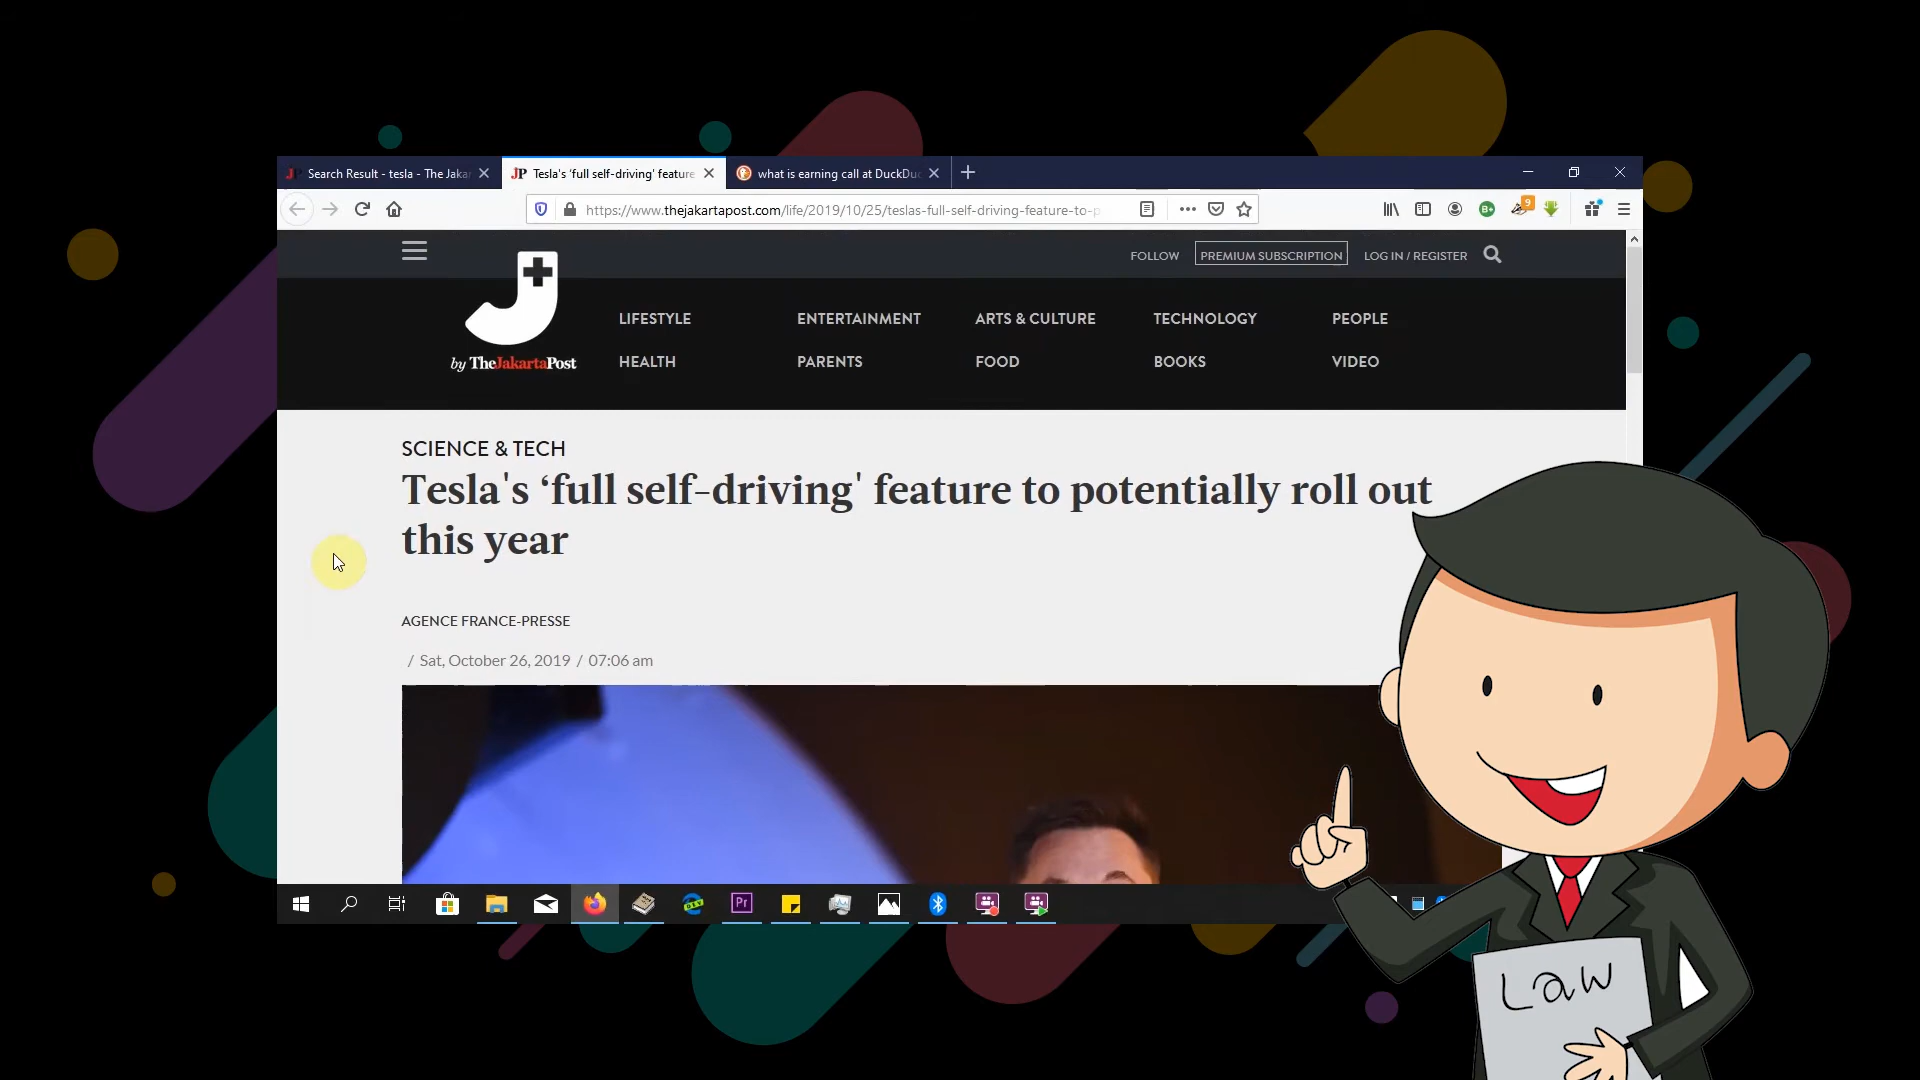 Search Result - tesla - The Jakar
Tesla's ‘full self-driving’ feature
what is earning call at DuckDuc
https://www.thejakartapost.com/life/2019/10/25/teslas-full-self-driving-feature-to-p
9
B+
FOLLOW
PREMIUM SUBSCRIPTION
LOG IN / REGISTER
by TheJakartaPost
LIFESTYLE
ENTERTAINMENT
ARTS & CULTURE
TECHNOLOGY
PEOPLE
HEALTH
PARENTS
FOOD
BOOKS
VIDEO
SCIENCE & TECH
Tesla's ‘full self-driving' feature to potentially roll out
this year
AGENCE FRANCE-PRESSE
/ Sat, October 26, 2019 / 07:06 am
DEV
Pr
Law